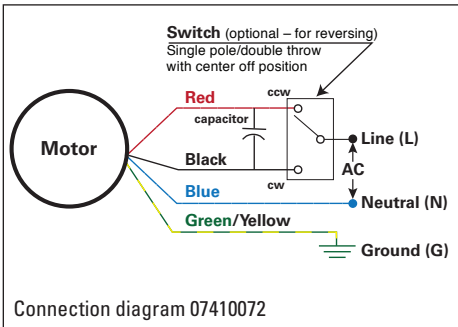 Switch (optional – for reversing)
Single pole/double throw
with center off position
Red
ccw
capacitor
Motor
Line (L)
Black
AC
cw
Blue
Neutral (N)
Green/Yellow
Ground (G)
Connection diagram 07410072